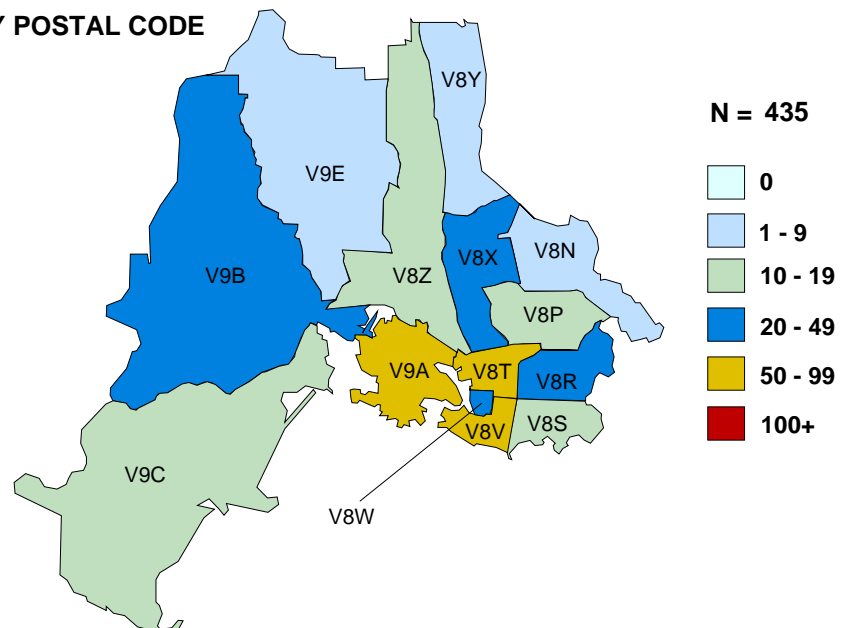 Y POSTAL CODE
V8Y
N = 435
V9E
0
1 - 9
V8N
V8X
V9B
V8Z
10 - 19
V8P
20 - 49
V9A
V8T
V8R
50 - 99
V8S
V8V
100+
V9C
V8W